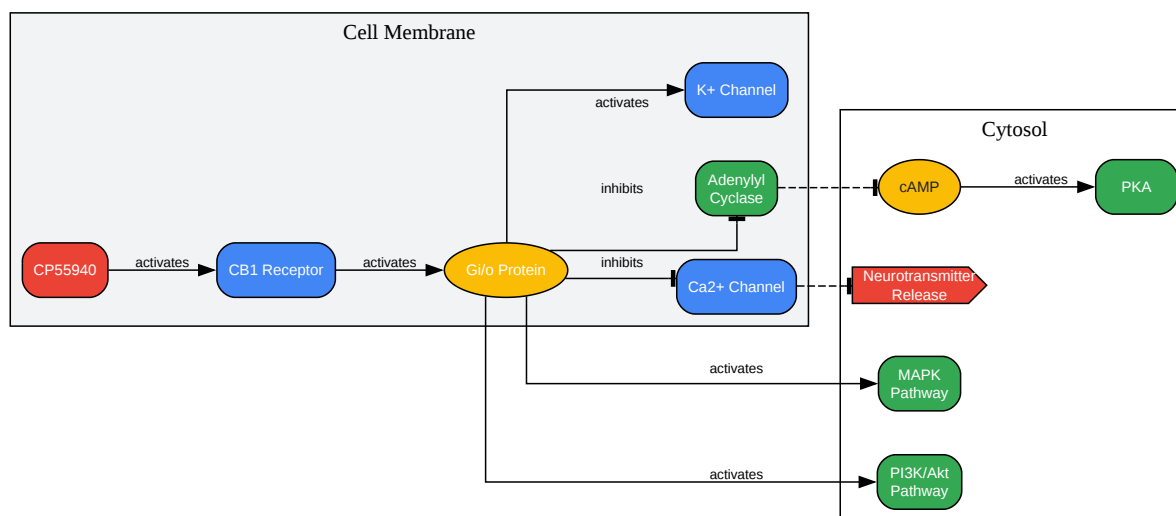 Cell Membrane
K+ Channel
activates
Cytosol
Adenylyl
Cyclase
inhibits
cAMP
activates
PKA
CP55940
activates
CB1 Receptor
activates
Gi/o Protein
inhibits
Ca2+ Channel
Neurotransmitter
Release
activates
MAPK
Pathway
activates
PI3K/Akt
Pathway